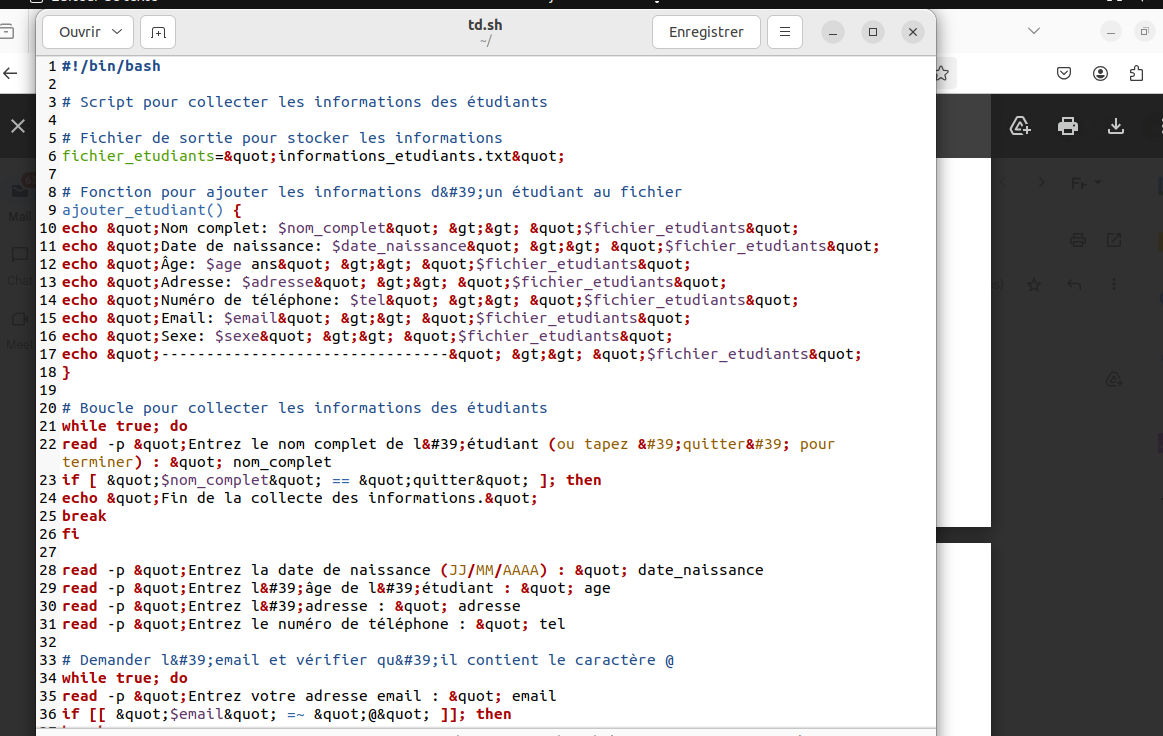 Ouvrir
td.sh
~/
Enregistrer
1 #!/bin/bash
2
3 # Script pour collecter les informations des étudiants
4
5 # Fichier de sortie pour stocker les informations
6 fichier_etudiants=&quot;informations_etudiants.txt&quot;
7
8 # Fonction pour ajouter les informations d&#39;un étudiant au fichier
9 ajouter_etudiant() {
10 echo &quot;Nom complet: $nom_complet&quot; &gt;&gt; &quot;$fichier_etudiants&quot;
11 echo &quot;Date de naissance: $date_naissance&quot; &gt;&gt; &quot;$fichier_etudiants&quot;
12 echo &quot;Âge: $age ans&quot; &gt;&gt; &quot;$fichier_etudiants&quot;
13 echo &quot;Adresse: $adresse&quot; &gt;&gt; &quot;$fichier_etudiants&quot;
14 echo &quot;Numéro de téléphone: $tel&quot; &gt;&gt; &quot;$fichier_etudiants&quot;
15 echo &quot;Email: $email&quot; &gt;&gt; &quot;$fichier_etudiants&quot;
16 echo &quot;Sexe: $sexe&quot; &gt;&gt; &quot;$fichier_etudiants&quot;
17 echo &quot;--------------------------------&quot; &gt;&gt; &quot;$fichier_etudiants&quot;
18 }
19
20 # Boucle pour collecter les informations des étudiants
21 while true; do
22 read -p &quot;Entrez le nom complet de l&#39;étudiant (ou tapez &#39;quitter&#39; pour
terminer) : &quot; nom_complet
23 if [ &quot;$nom_complet&quot; == &quot;quitter&quot; ]; then
24 echo &quot;Fin de la collecte des informations.&quot;
25 break
26 fi
27
28 read -p &quot;Entrez la date de naissance (JJ/MM/AAAA) : &quot; date_naissance
29 read -p &quot;Entrez l&#39;âge de l&#39;étudiant : &quot; age
30 read -p &quot;Entrez l&#39;adresse : &quot; adresse
31 read -p &quot;Entrez le numéro de téléphone : &quot; tel
32
33 # Demander l&#39;email et vérifier qu&#39;il contient le caractère @
34 while true; do
35 read -p &quot;Entrez votre adresse email : &quot; email
36 if [[ &quot;$email&quot; =~ &quot;@&quot; ]]; then